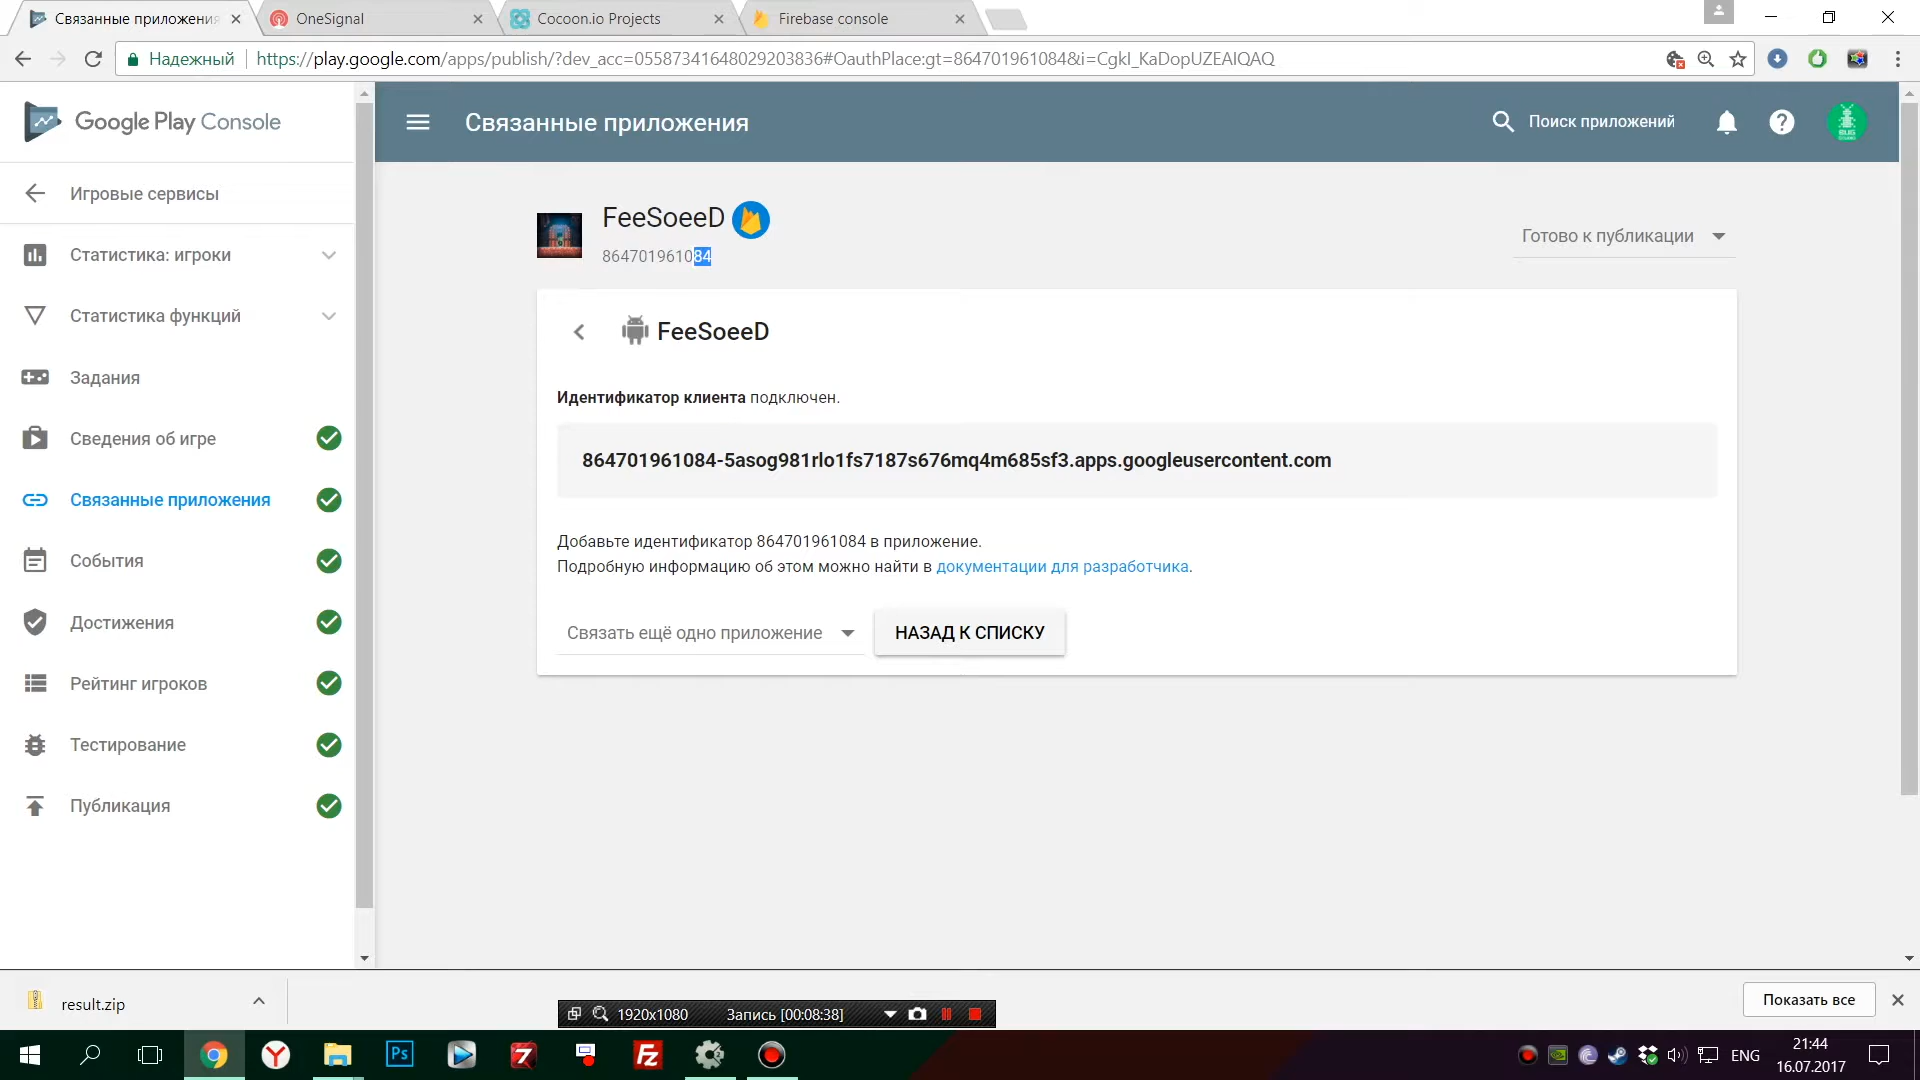 Связанные приложения
OneSignal
Cocoon.io Projects
Firebase console
Надежный
https://play.google.com/apps/publish/?dev_acc=05587341648029203836#OauthPlace:gt=864701961084&i=CgkI_KaDopUZEAIQAQ
Google Play Console
Связанные приложения
Поиск приложений
Игровые сервисы
Статистика: игроки
Статистика функций
Задания
Сведения об игре
Связанные приложения
События
Достижения
Рейтинг игроков
Тестирование
Публикация
FeeSoeeD
864701961084
Готово к публикации
FeeSoeeD
Идентификатор клиента подключен.
864701961084-5asog981rlo1fs7187s676mq4m685sf3.apps.googleusercontent.com
Добавьте идентификатор 864701961084 в приложение.
Подробную информацию об этом можно найти в документации для разработчика.
Связать ещё одно приложение
НАЗАД К СПИСКУ
result.zip
Показать все
1920x1080
Запись [00:08:38]
Ps
ENG
21:44
16.07.2017